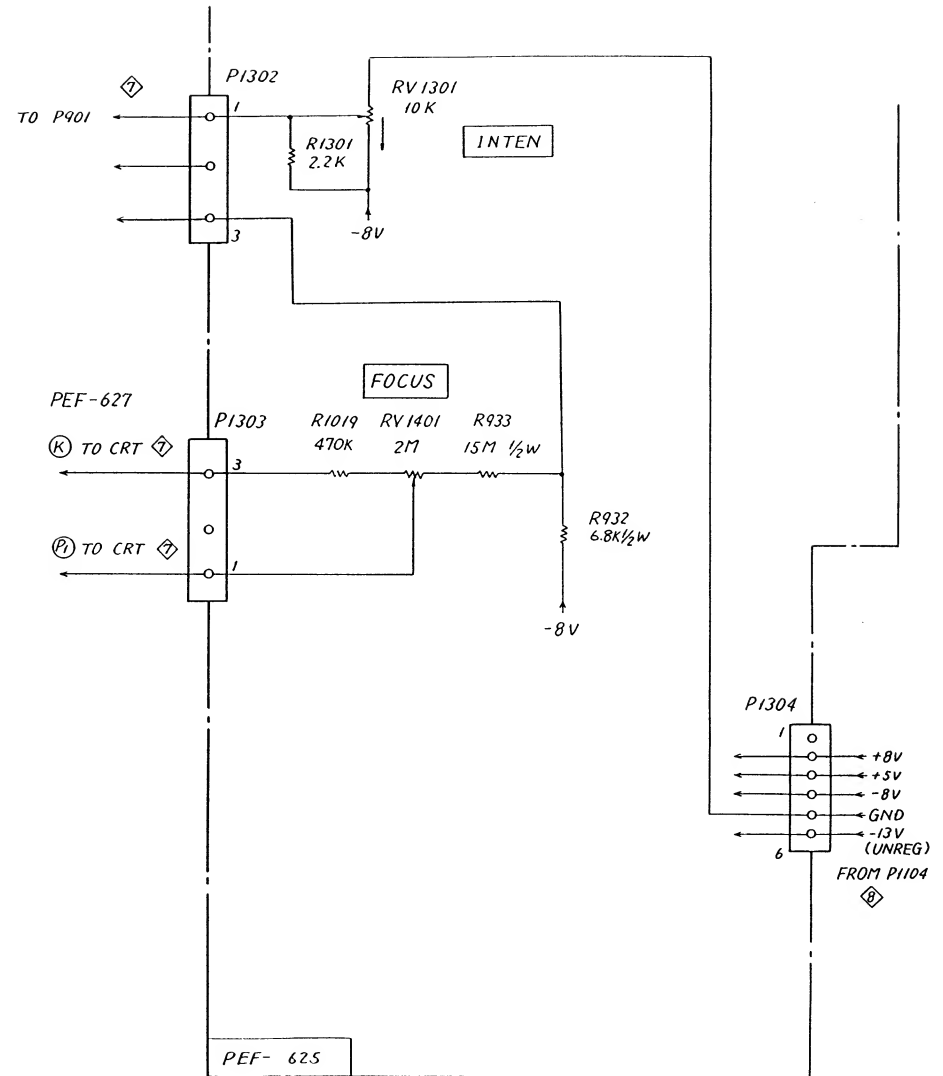 P1302
7
RV 1301
10K
TO P901
1
R1301
2.2K
INTEN
3
-8V
FOCUS
PEF-627
P1303
R1019
RV1401
R933
470K
2M
15M ½W
K TO CRT 7
3
R932
6.8K½W
P1 TO CRT 7
1
-8V
P1304
1
+8V
+5V
-8V
GND
-13V
6
(UNREG)
FROM P1104
8
PEF- 625